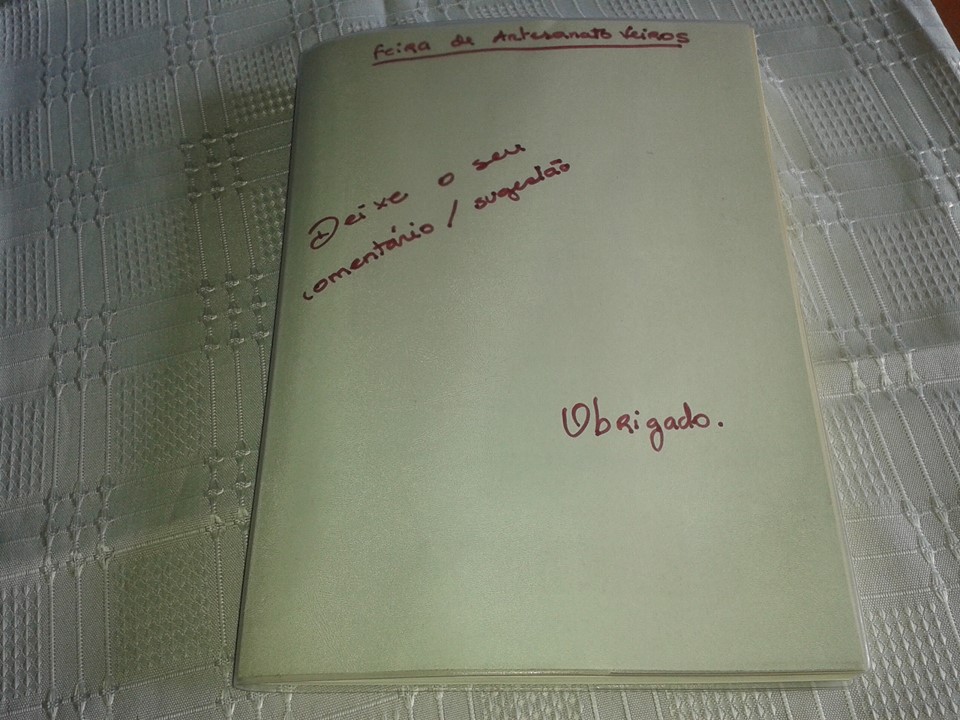 Feira de Artesanato Veiros
Deixe o seu
comentário / sugestão
Obrigado.